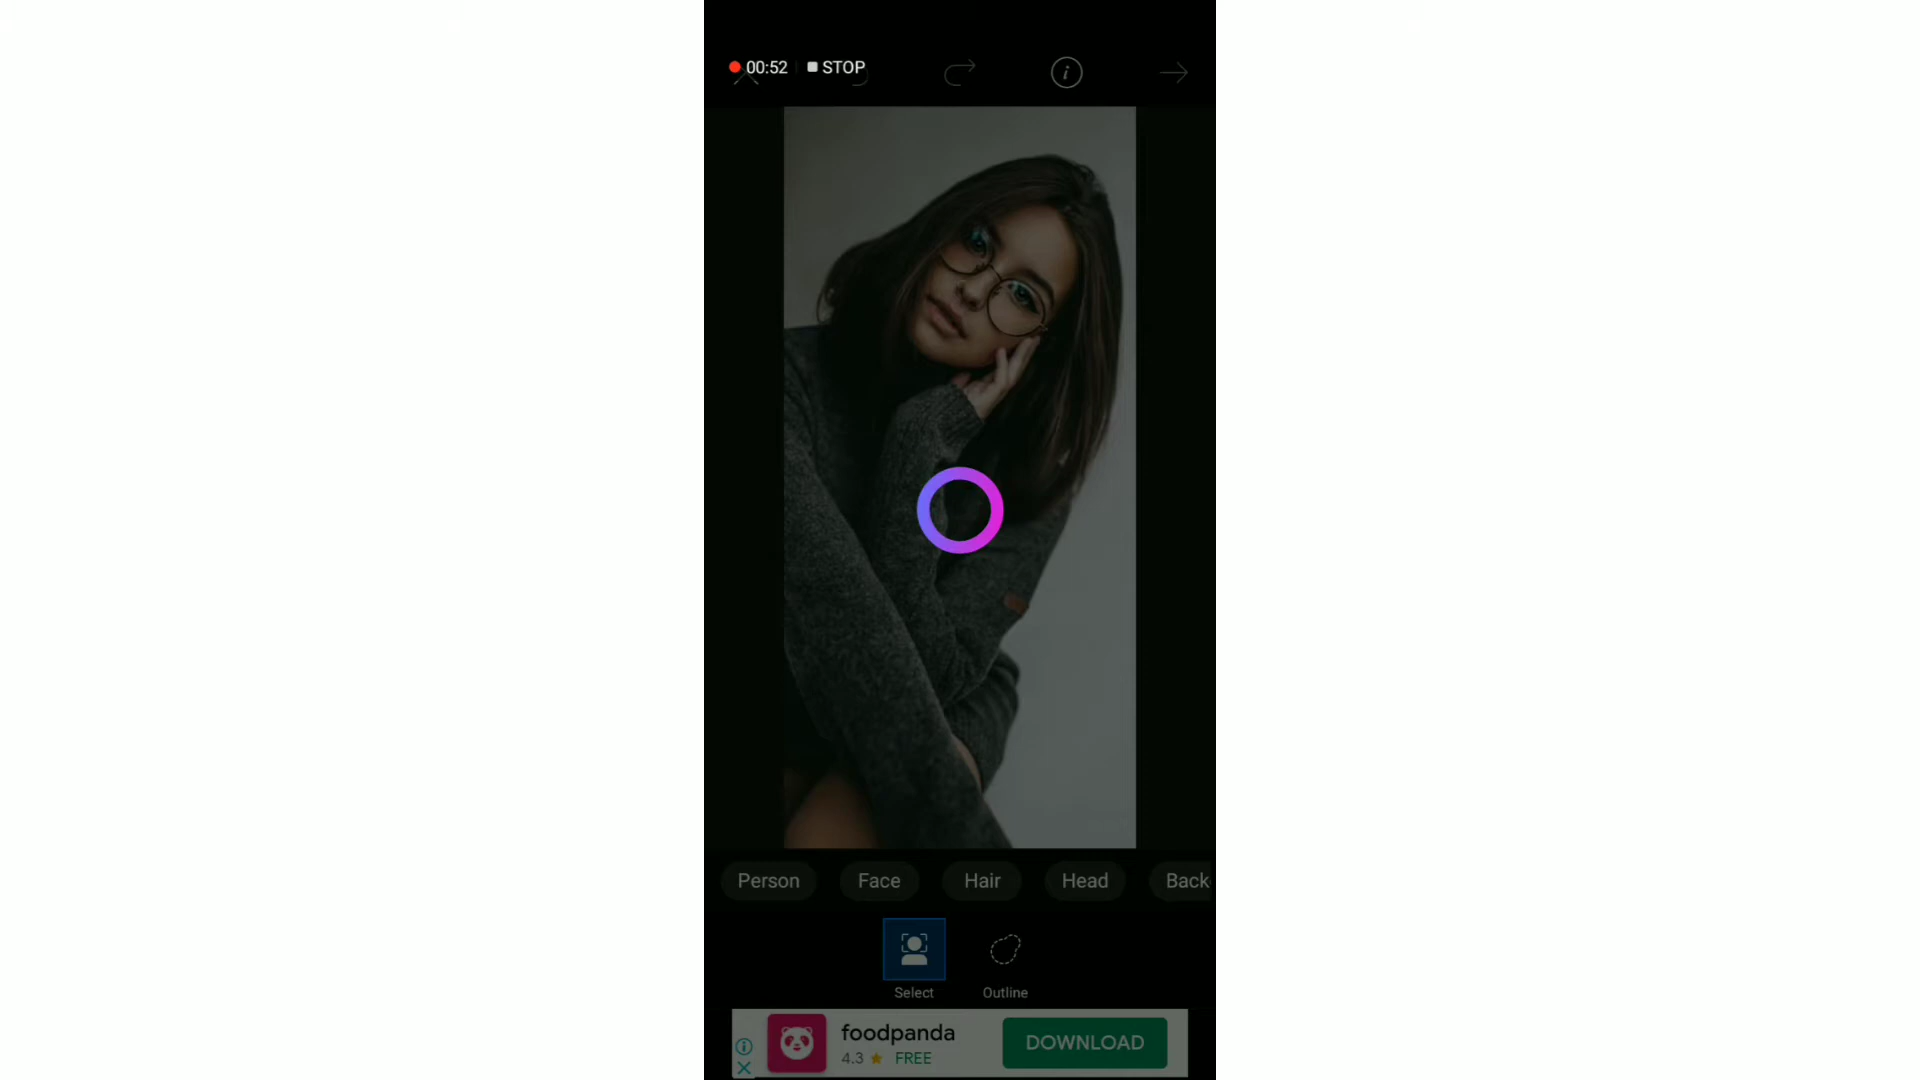 00:52 STOP
Person Face Hair Head Back
Select Outline
foodpanda
4.3 FREE
DOWNLOAD